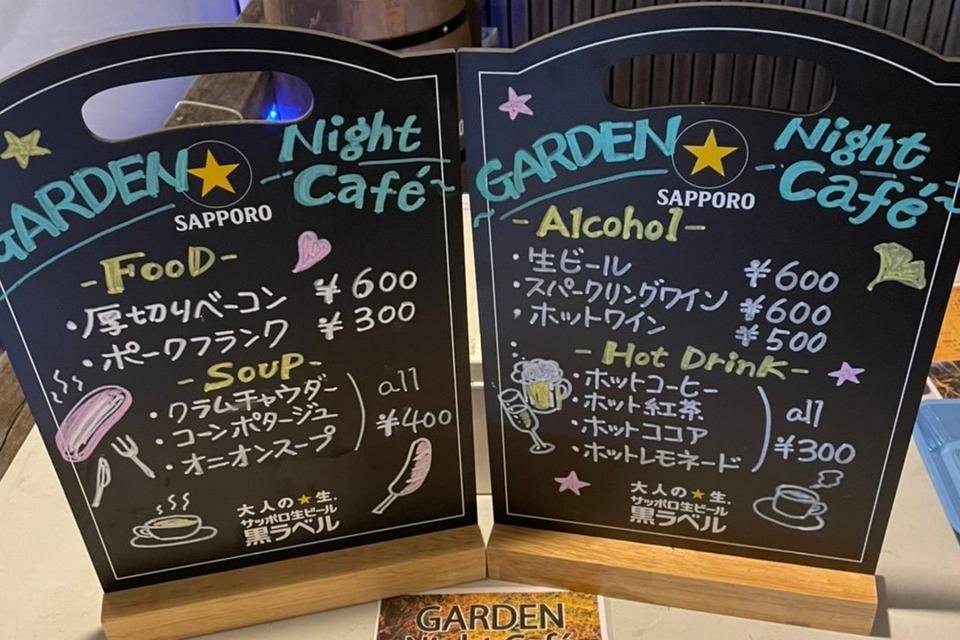 GARDEN
SAPPORO
Night
Café
-FooD-
・厚切りベーコン ¥600
・ポークフランク ¥300
-Soup-
・クラムチャウダー
・コーンポタージュ
・オニオンスープ
all
¥400
大人の★生。
サッポロ生ビール
黒ラベル
GARDEN
SAPPORO
Night
Café
-Alcohol-
・生ビール ¥600
・スパークリングワイン ¥600
・ホットワイン ¥500
-Hot Drink-
・ホットコーヒー
・ホット紅茶
・ホットココア
・ホットレモネード
all
¥300
大人の★生。
サッポロ生ビール
黒ラベル
GARDEN
Night Café